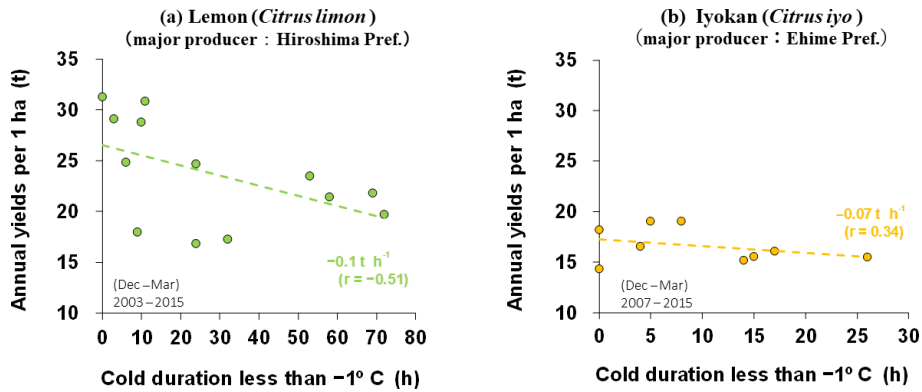 (a) Lemon (Citrus limon)
(major producer : Hiroshima Pref.)
Annual yields per 1 ha (t)
35
30
25
20
15
10
−0.1 t h⁻¹
(r = −0.51)
(Dec – Mar)
2003 – 2015
0 10 20 30 40 50 60 70 80
Cold duration less than −1° C (h)
(b) Iyokan (Citrus iyo)
(major producer : Ehime Pref.)
Annual yields per 1 ha (t)
35
30
25
20
15
10
−0.07 t h⁻¹
(r = 0.34)
(Dec – Mar)
2007 – 2015
0 5 10 15 20 25 30
Cold duration less than −1° C (h)